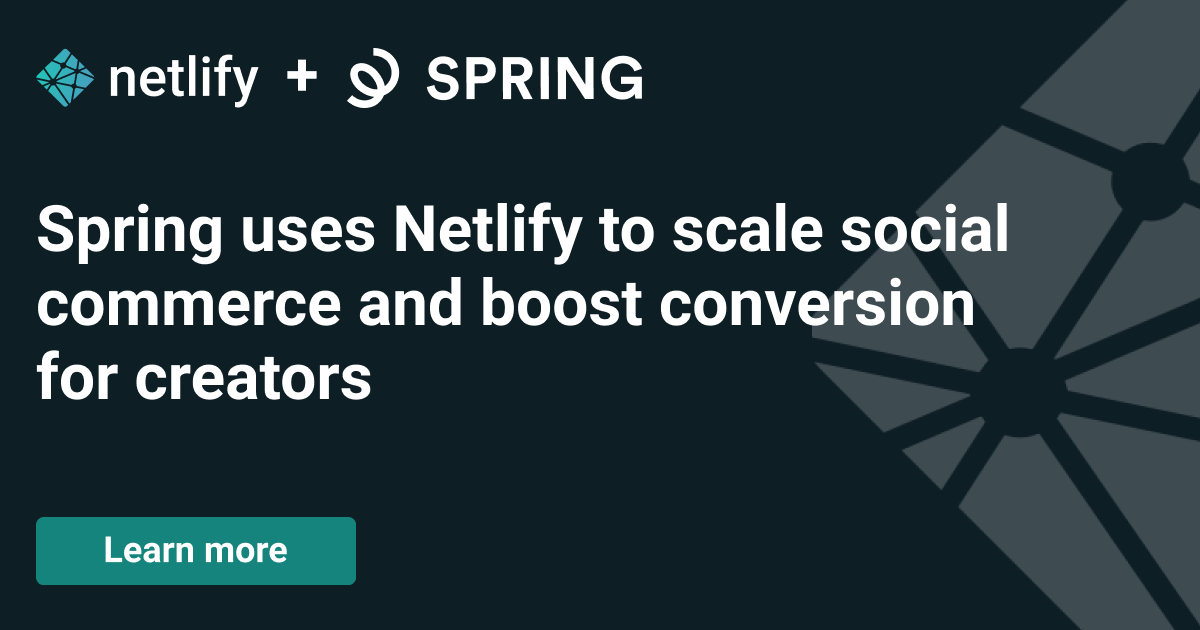 netlify + SPRING
Spring uses Netlify to scale social
commerce and boost conversion
for creators
Learn more